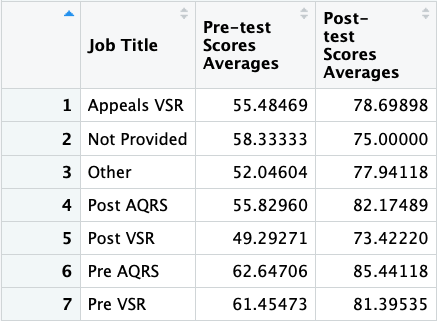 Job Title Pre-test Scores Averages Post-test Scores Averages
1 Appeals VSR 55.48469 78.69898
2 Not Provided 58.33333 75.00000
3 Other 52.04604 77.94118
4 Post AQRS 55.82960 82.17489
5 Post VSR 49.29271 73.42220
6 Pre AQRS 62.64706 85.44118
7 Pre VSR 61.45473 81.39535